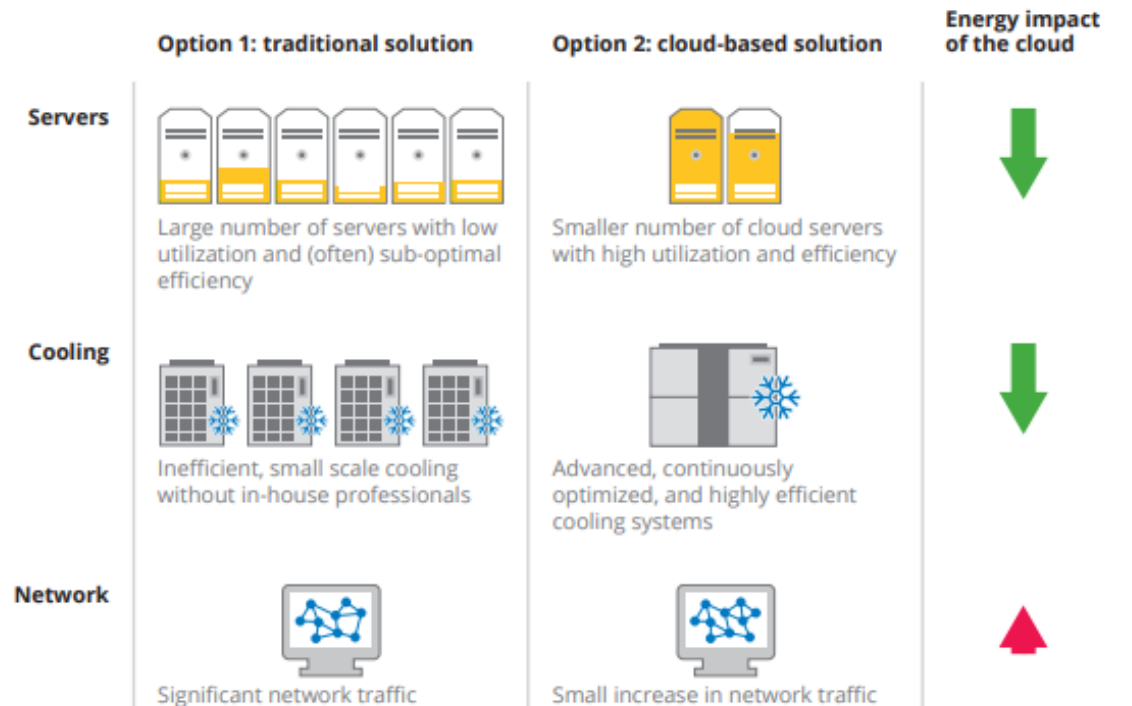 Option 1: traditional solution
Option 2: cloud-based solution
Energy impact
of the cloud
Servers
Large number of servers with low
utilization and (often) sub-optimal
efficiency
Smaller number of cloud servers
with high utilization and efficiency
Cooling
Inefficient, small scale cooling
without in-house professionals
Advanced, continuously
optimized, and highly efficient
cooling systems
Network
Significant network traffic
Small increase in network traffic